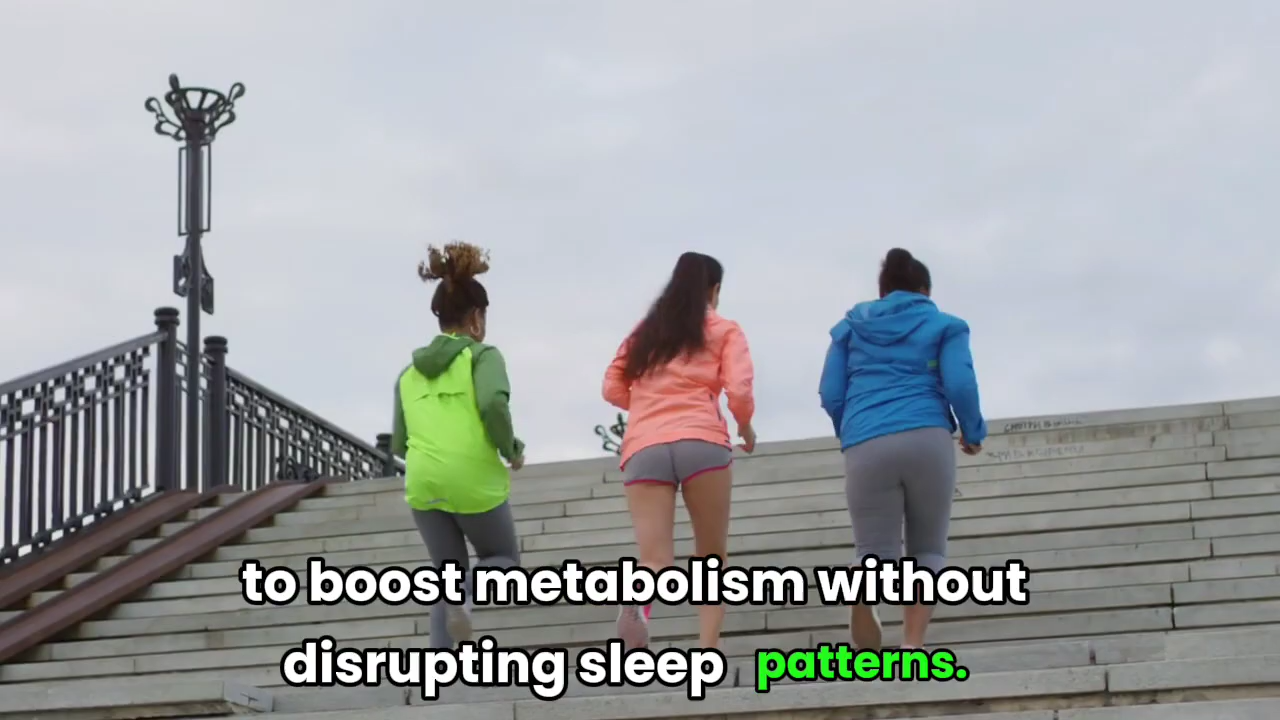 to boost metabolism without
disrupting sleep patterns.